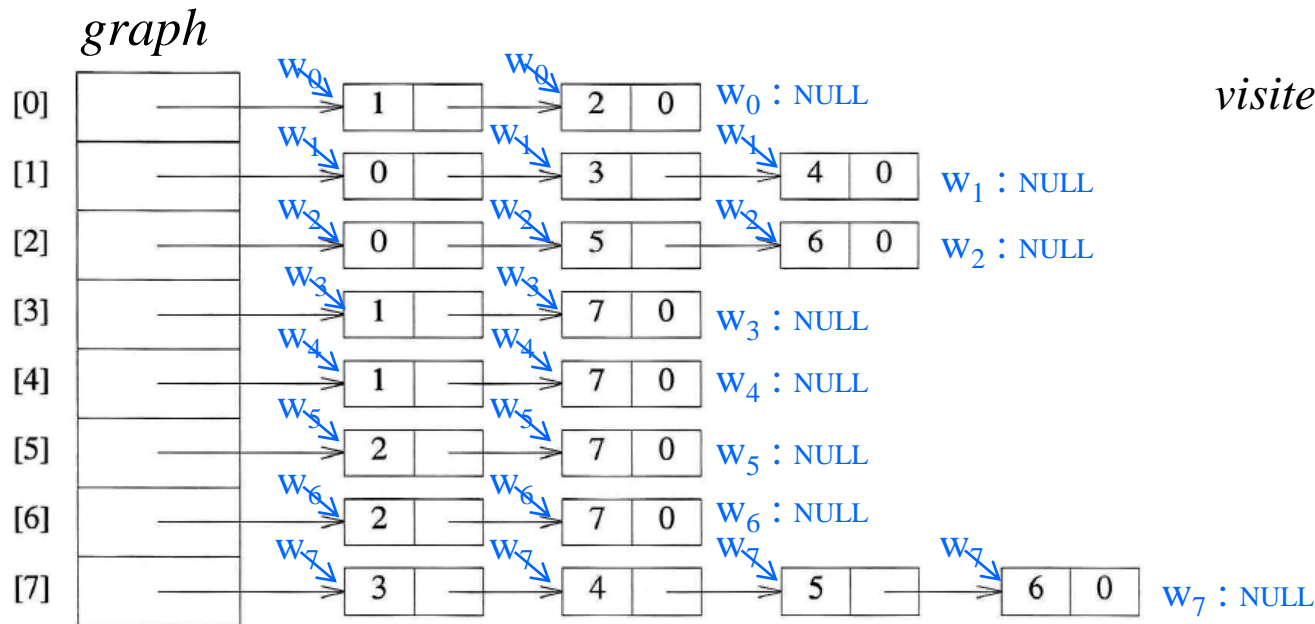 graph
visite
[0] w0 1 w0 2 0 w0 : NULL
[1] w1 0 w1 3 w1 4 0 w1 : NULL
[2] w2 0 w2 5 w2 6 0 w2 : NULL
[3] w3 1 w3 7 0 w3 : NULL
[4] w4 1 w4 7 0 w4 : NULL
[5] w5 2 w5 7 0 w5 : NULL
[6] w6 2 w6 7 0 w6 : NULL
[7] w7 3 w7 4 w7 5 w7 6 0 w7 : NULL